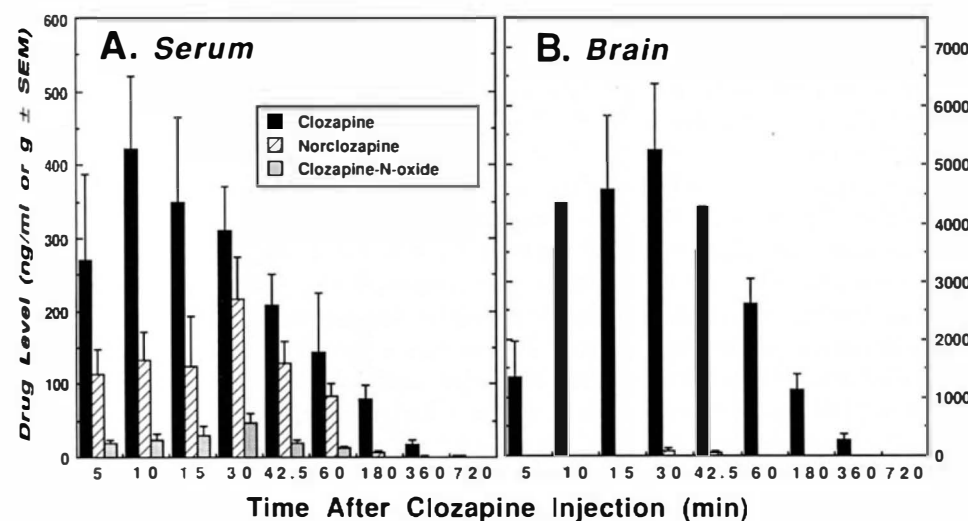 A. Serum
B. Brain
Drug Level (ng/ml or g ± SEM)
600
500
400
300
200
100
0
Clozapine
Norclozapine
Clozapine-N-oxide
7000
6000
5000
4000
3000
2000
1000
0
5 10 15 30 42.5 60 180 360 720
5 10 15 30 42.5 60 180 360 720
Time After Clozapine Injection (min)